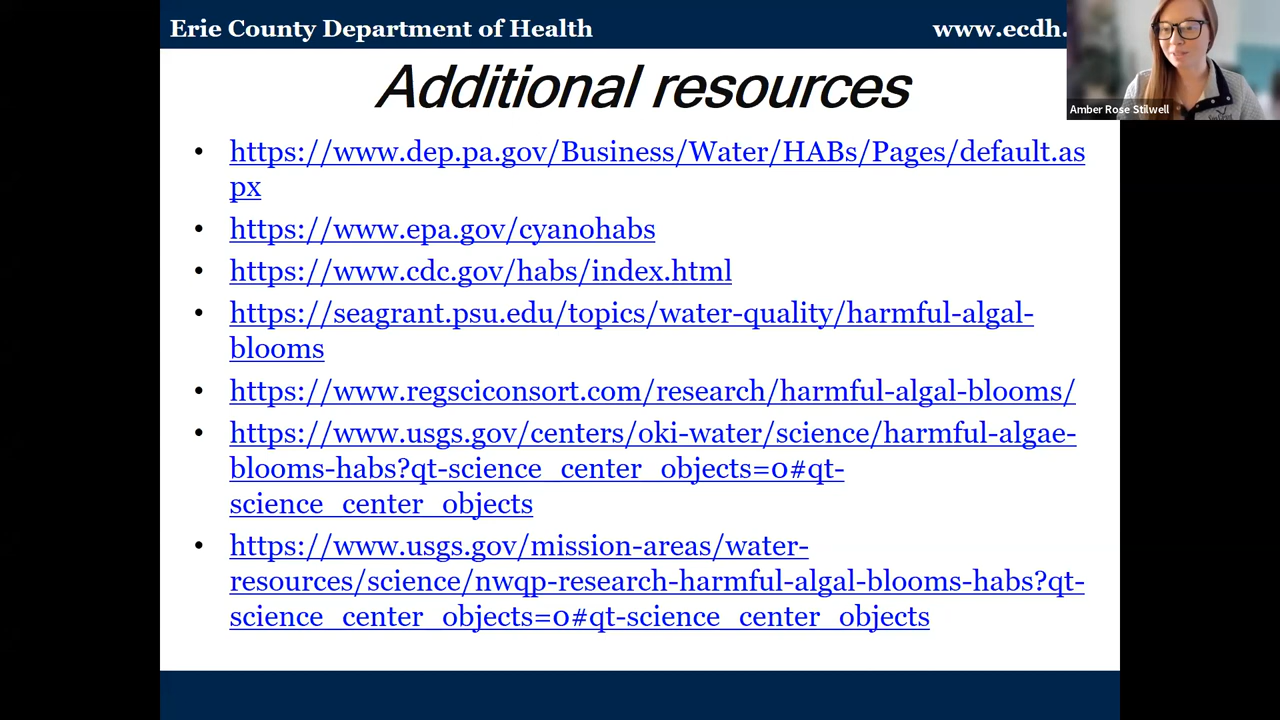 Erie County Department of Health
www.ecdh.
Amber Rose Stilwell
Additional resources
• https://www.dep.pa.gov/Business/Water/HABs/Pages/default.as
px
• https://www.epa.gov/cyanohabs
• https://www.cdc.gov/habs/index.html
• https://seagrant.psu.edu/topics/water-quality/harmful-algal-
blooms
• https://www.regsciconsort.com/research/harmful-algal-blooms/
• https://www.usgs.gov/centers/oki-water/science/harmful-algae-
blooms-habs?qt-science_center_objects=0#qt-
science_center_objects
• https://www.usgs.gov/mission-areas/water-
resources/science/nwqp-research-harmful-algal-blooms-habs?qt-
science_center_objects=0#qt-science_center_objects